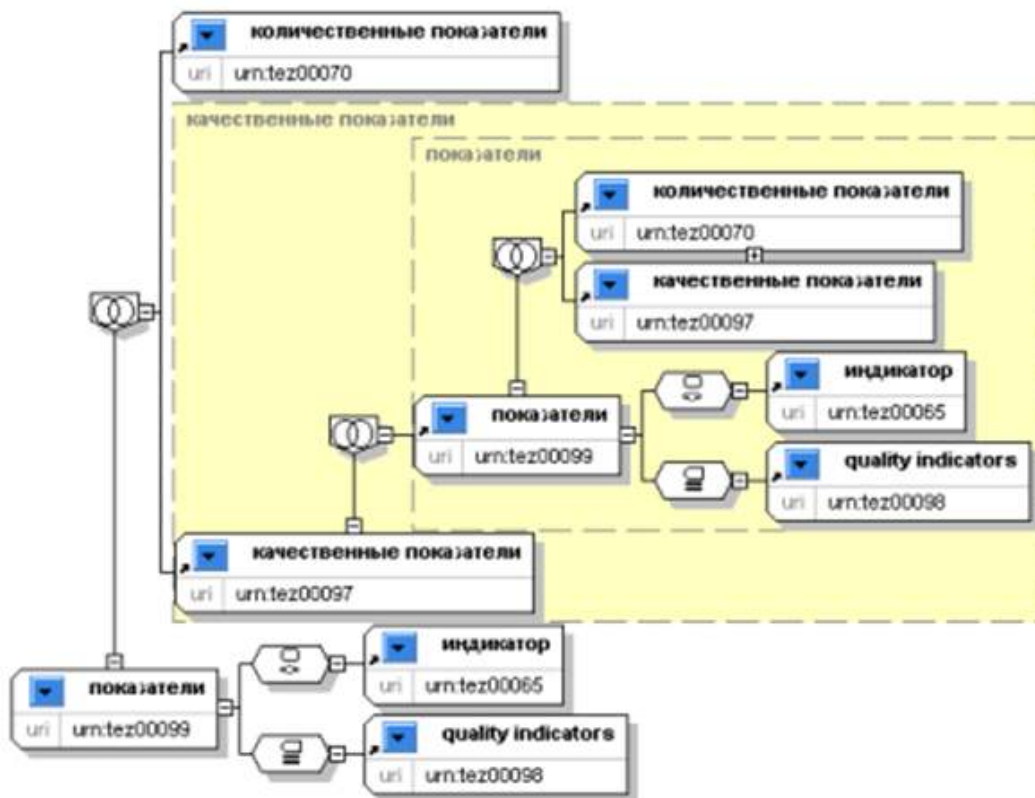 количественные показатели
uri urn:tez00070
качественные показатели
показатели
количественные показатели
uri urn:tez00070
качественные показатели
uri urn:tez00097
индикатор
uri urn:tez00065
показатели
uri urn:tez00099
quality indicators
uri urn:tez00098
качественные показатели
uri urn:tez00097
индикатор
uri urn:tez00065
показатели
uri urn:tez00099
quality indicators
uri urn:tez00098